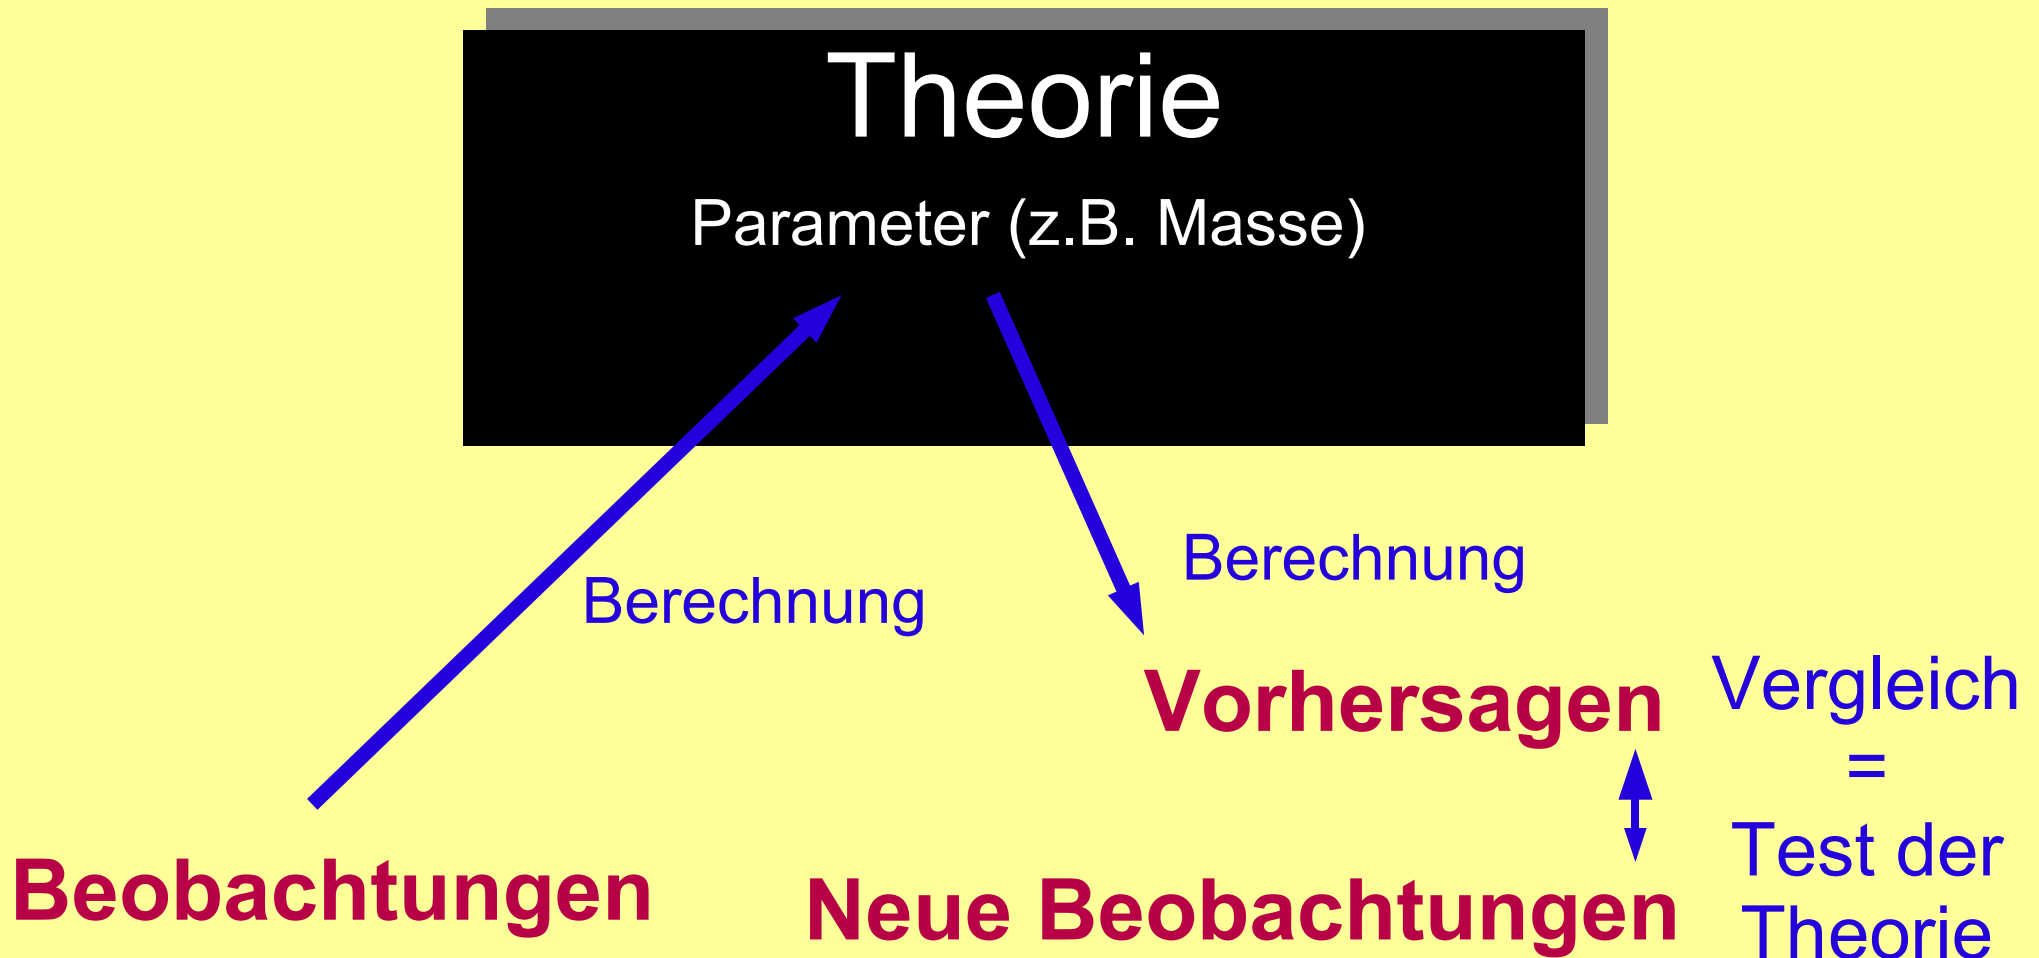 Theorie
Parameter (z.B. Masse)
Berechnung
Berechnung
Vorhersagen
Vergleich
=
Test der
Theorie
Beobachtungen
Neue Beobachtungen